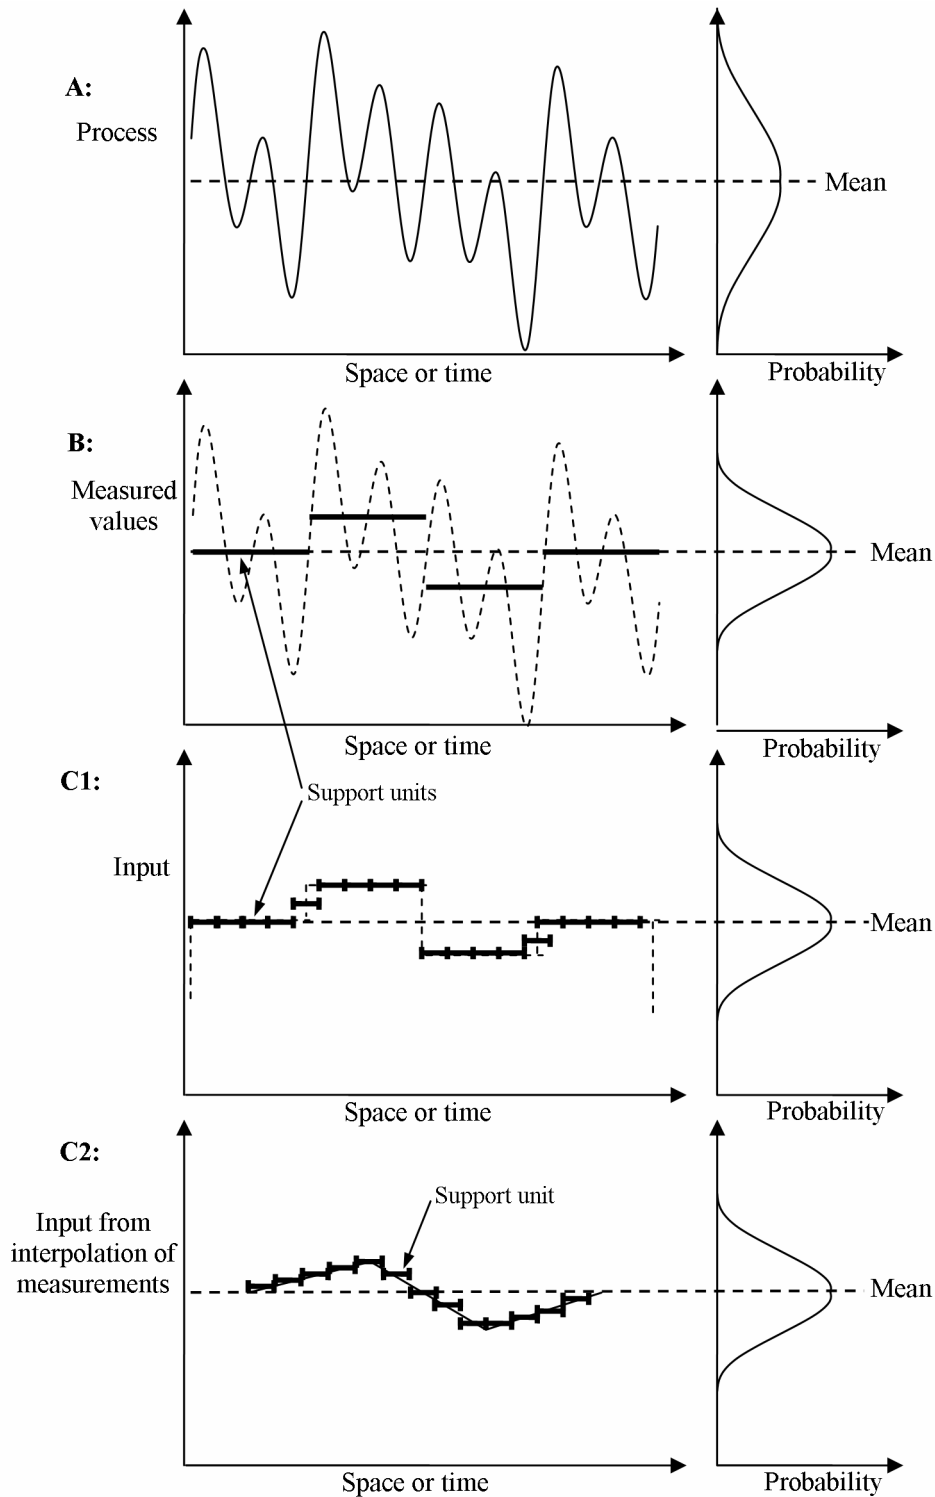 A:
Process
Mean
Space or time
Probability
B:
Measured
values
Mean
Space or time
Probability
C1:
Support units
Input
Mean
Space or time
Probability
C2:
Support unit
Input from
interpolation of
measurements
Mean
Space or time
Probability